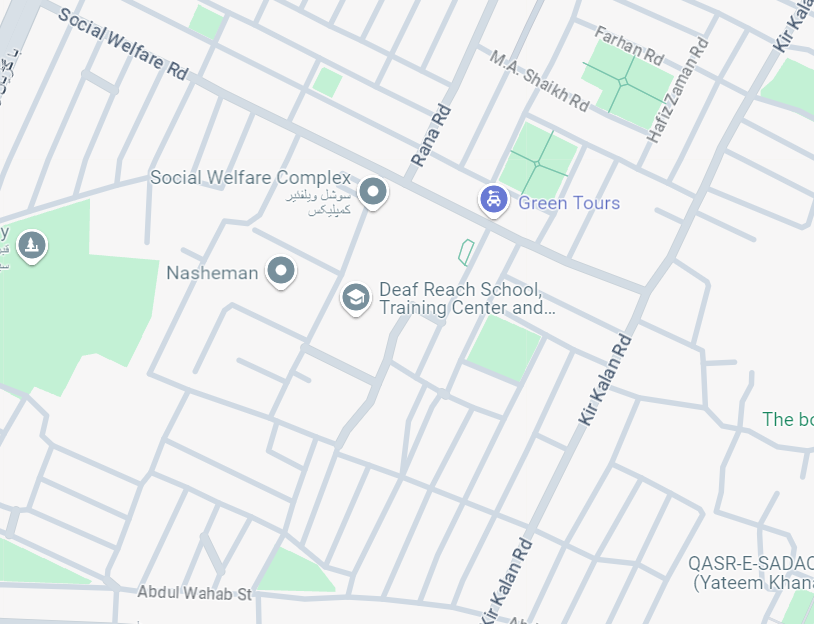 Social Welfare Rd
Kir Kalan
Farhan Rd
M.A. Shaikh Rd
Hafiz Zaman Rd
Rana Rd
Social Welfare Complex
سوشل ویلفئیر
کمپلیکس
Green Tours
Nasheman
Deaf Reach School,
Training Center and...
Kir Kalan Rd
The bo
Kir Kalan Rd
QASR-E-SADAQ
(Yateem Khana
Abdul Wahab St